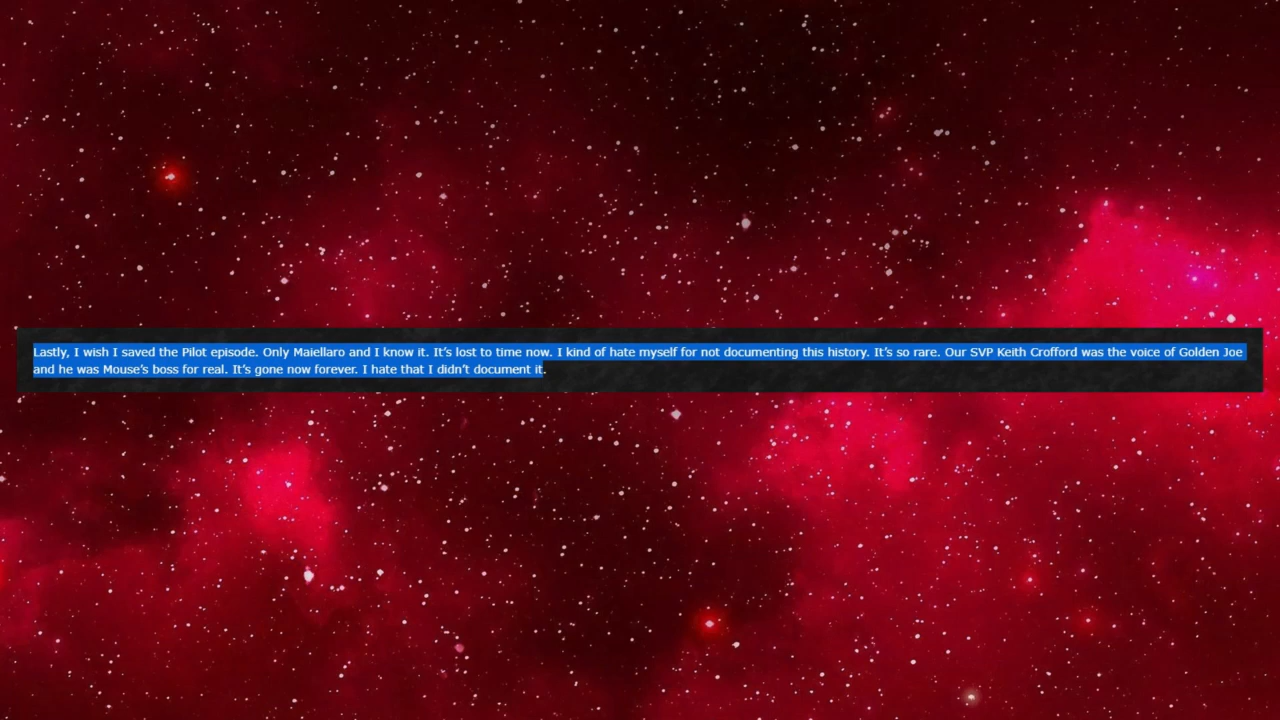 Lastly, I wish I saved the Pilot episode. Only Maiellaro and I know it. It’s lost to time now. I kind of hate myself for not documenting this history. It’s so rare. Our SVP Keith Crofford was the voice of Golden Joe
and he was Mouse’s boss for real. It’s gone now forever. I hate that I didn’t document it.